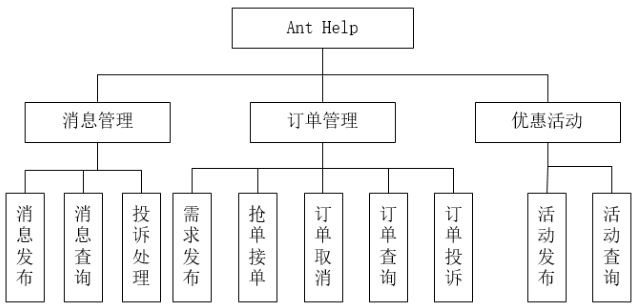 Ant Help
消息管理
订单管理
优惠活动
消息发布
消息查询
投诉处理
需求发布
抢单接单
订单取消
订单查询
订单投诉
活动发布
活动查询